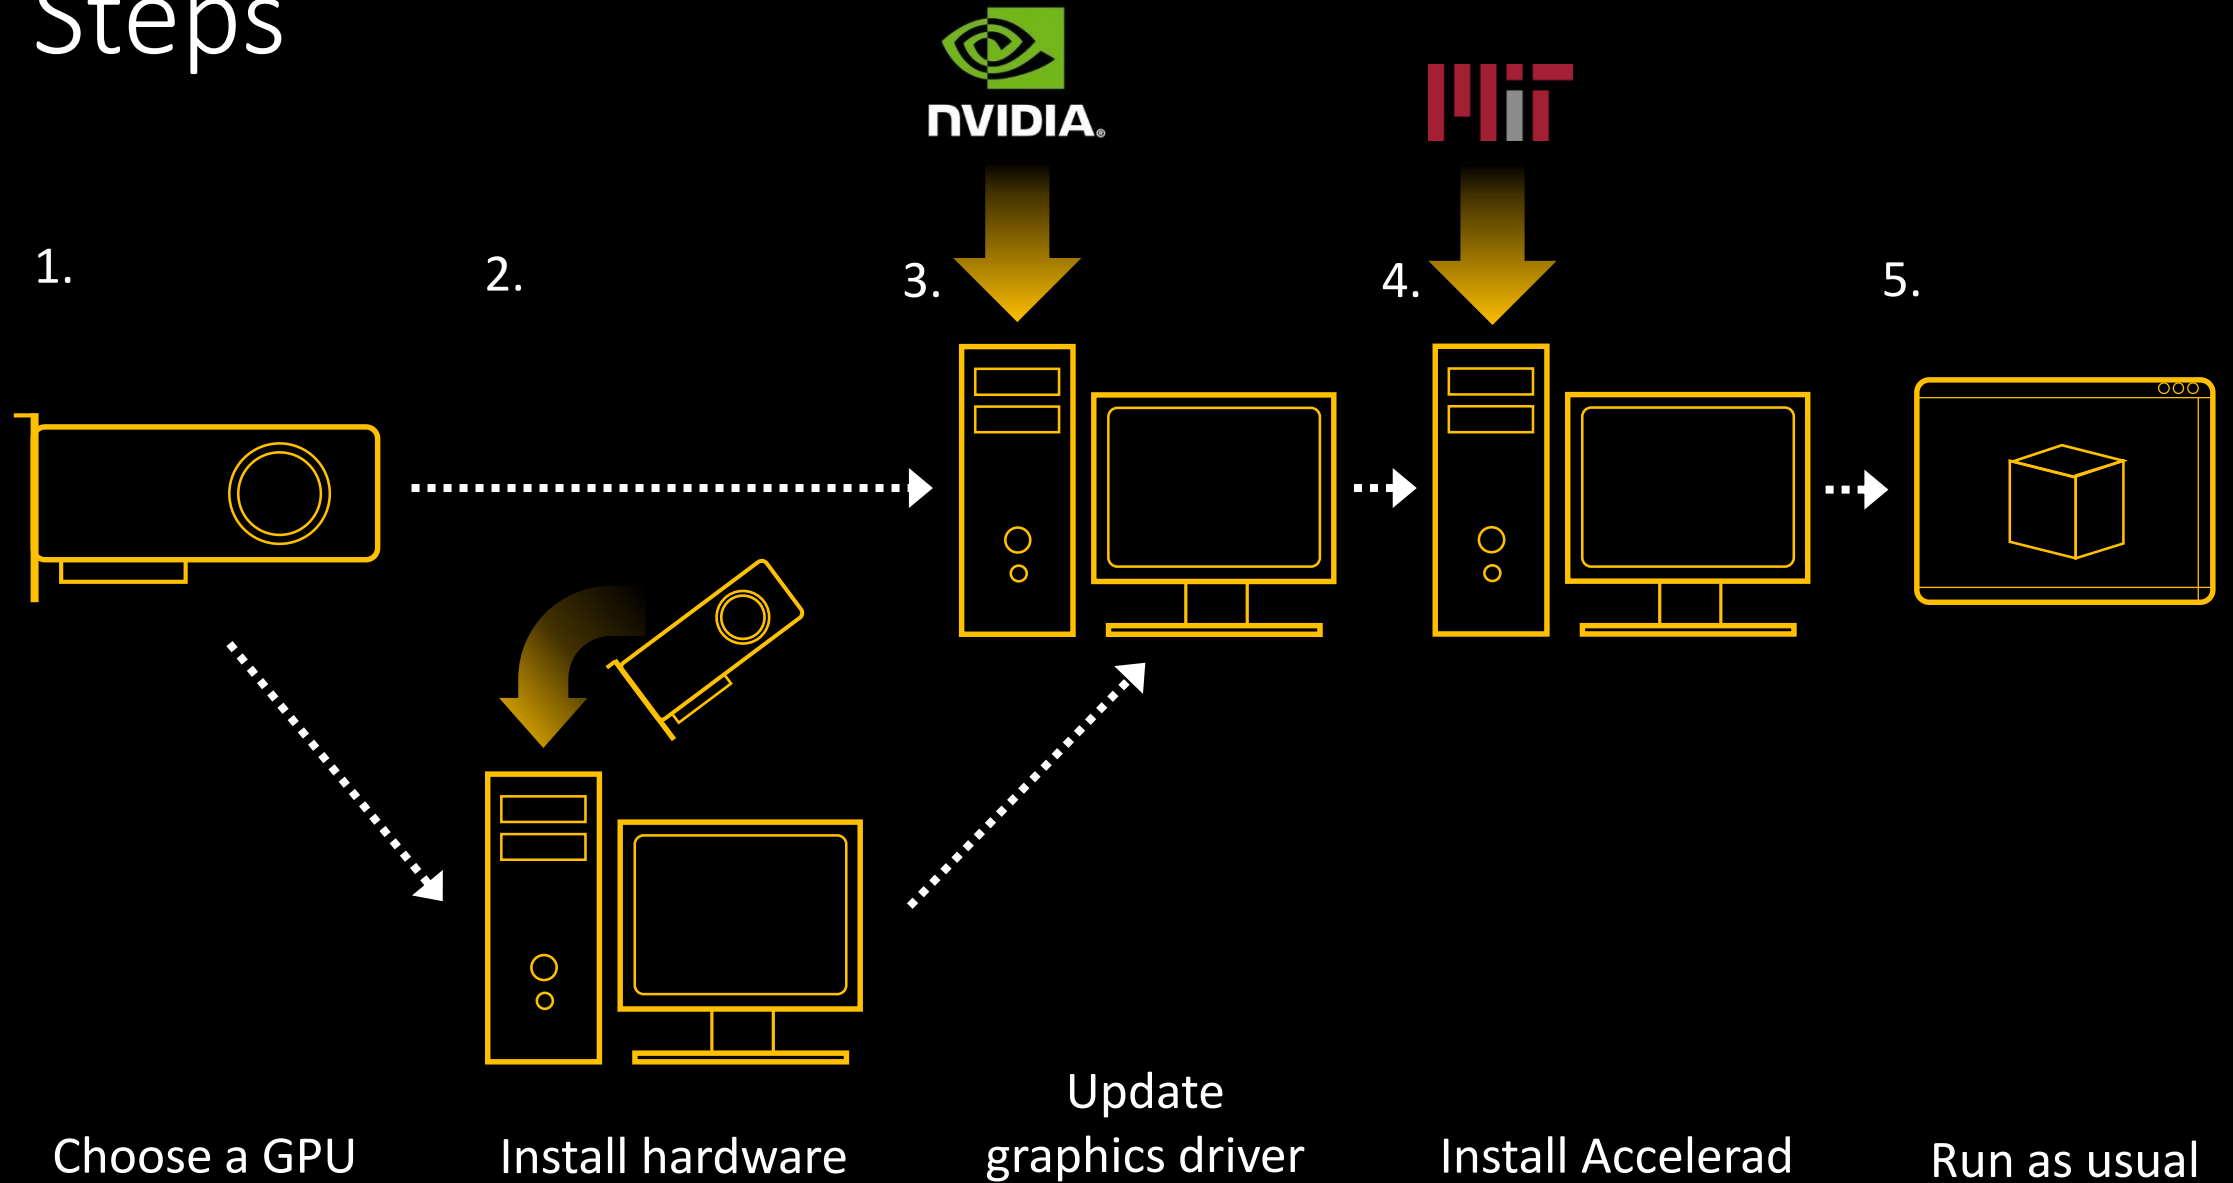 Steps
NVIDIA®
MIT
1.
2.
3.
4.
5.
Choose a GPU
Install hardware
Update
graphics driver
Install Accelerad
Run as usual